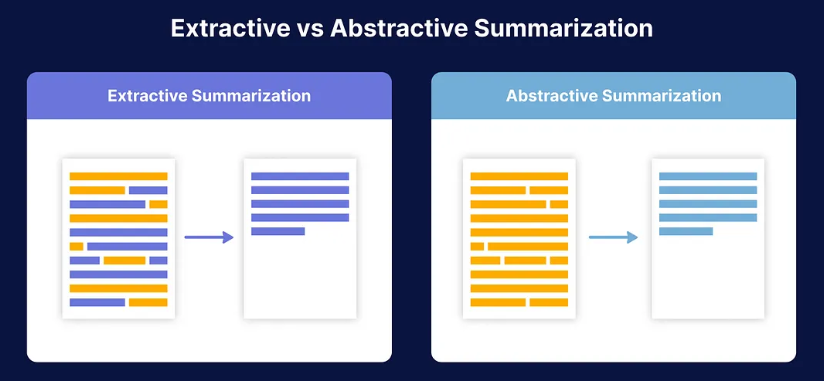 Extractive vs Abstractive Summarization
Extractive Summarization
Abstractive Summarization